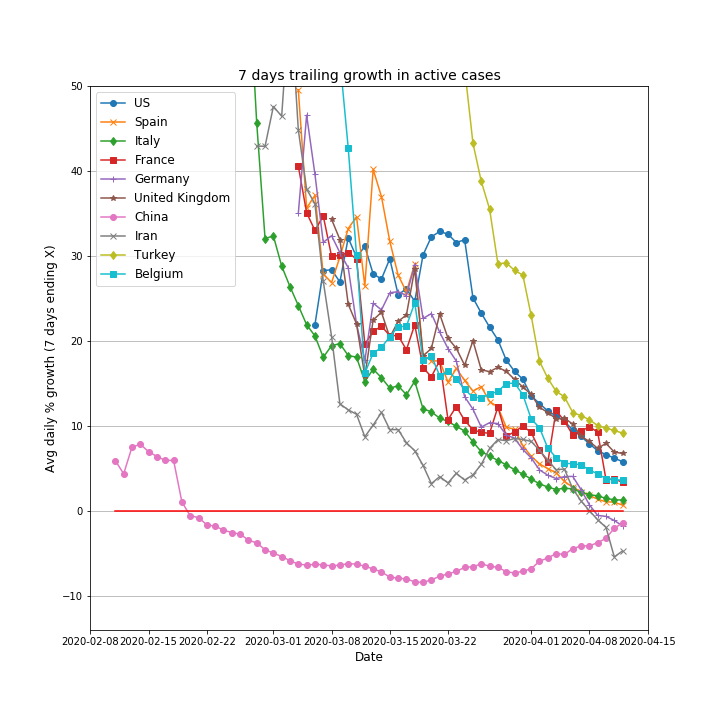 7 days trailing growth in active cases
50
40
30
20
10
0
−10
Avg daily % growth (7 days ending X)
US
Spain
Italy
France
Germany
United Kingdom
China
Iran
Turkey
Belgium
2020-02-08 2020-02-15 2020-02-22 2020-03-01 2020-03-08 2020-03-15 2020-03-22 2020-04-01 2020-04-08 2020-04-15
Date